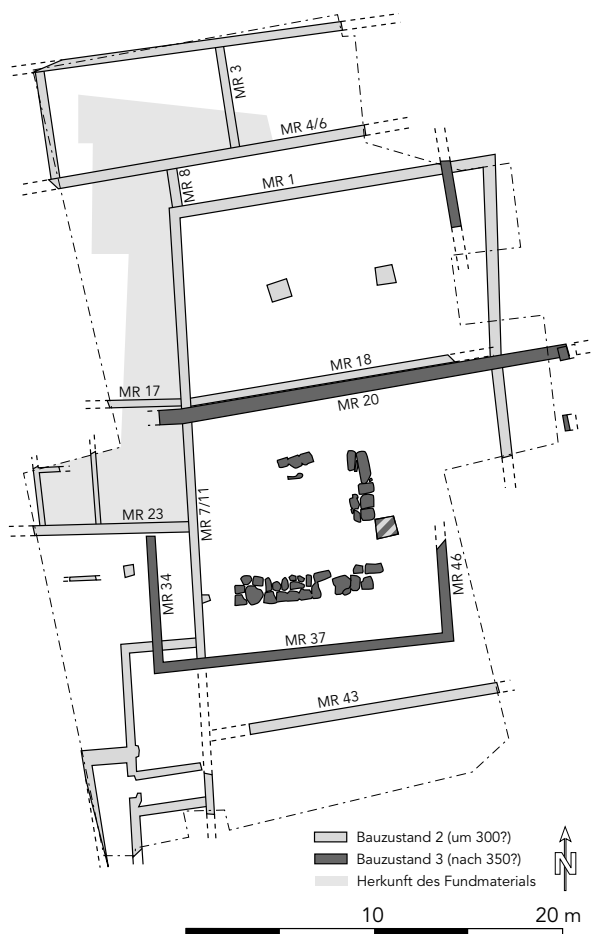 MR 3
MR 4/6
MR 8
MR 1
MR 18
MR 17
MR 20
MR 23
MR 7/11
MR 34
MR 46
MR 37
MR 43
Bauzustand 2 (um 300?)
Bauzustand 3 (nach 350?)
Herkunft des Fundmaterials
N
10
20 m